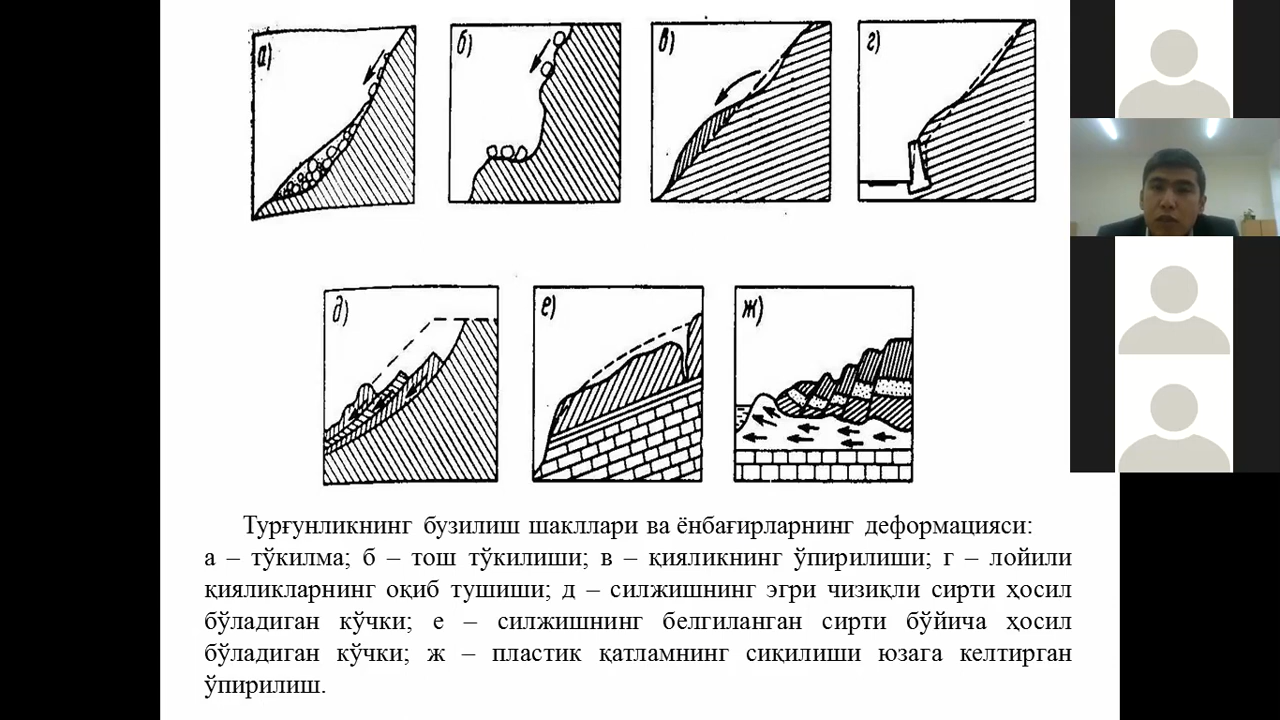 а) б) в) г)
д) е) ж)
Турғунликнинг бузилиш шакллари ва ёнбағирларнинг деформацияси:
а – тўкилма; б – тош тўкилиши; в – қияликнинг ўпирилиши; г – лойили
қияликларнинг оқиб тушиши; д – силжишнинг эгри чизиқли сирти ҳосил
бўладиган кўчки; е – силжишнинг белгиланган сирти бўйича ҳосил
бўладиган кўчки; ж – пластик қатламнинг сиқилиши юзага келтирган
ўпирилиш.